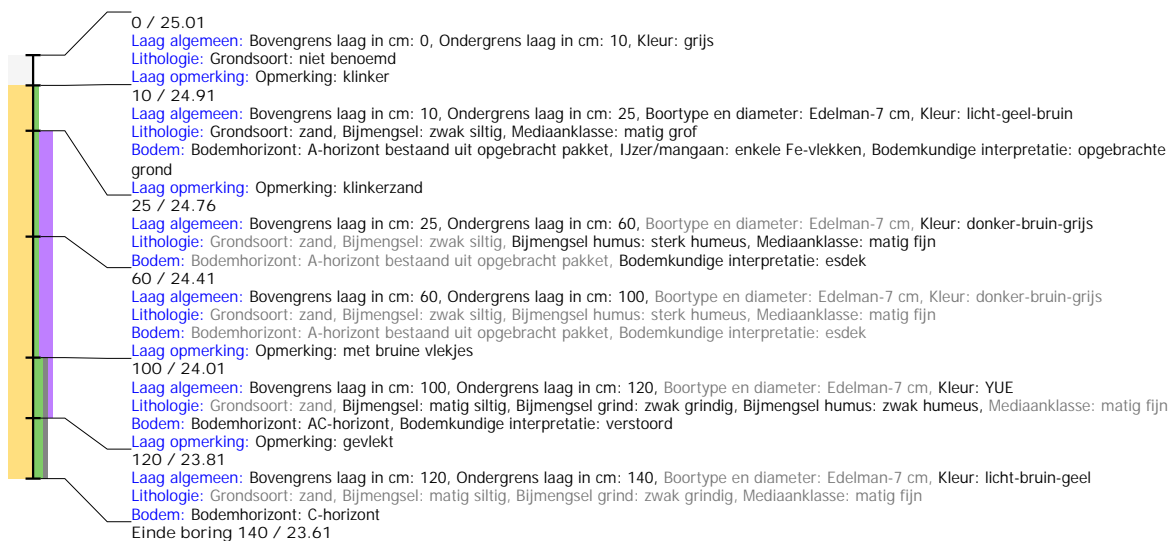 0 / 25.01
Laag algemeen: Bovengrens laag in cm: 0, Ondergrens laag in cm: 10, Kleur: grijs
Lithologie: Grondsoort: niet benoemd
Laag opmerking: Opmerking: klinker
10 / 24.91
Laag algemeen: Bovengrens laag in cm: 10, Ondergrens laag in cm: 25, Boortype en diameter: Edelman-7 cm, Kleur: licht-geel-bruin
Lithologie: Grondsoort: zand, Bijmengsel: zwak siltig, Mediaanklasse: matig grof
Bodem: Bodemhorizont: A-horizont bestaand uit opgebracht pakket, IJzer/mangaan: enkele Fe-vlekken, Bodemkundige interpretatie: opgebrachte
grond
Laag opmerking: Opmerking: klinkerzand
25 / 24.76
Laag algemeen: Bovengrens laag in cm: 25, Ondergrens laag in cm: 60, Boortype en diameter: Edelman-7 cm, Kleur: donker-bruin-grijs
Lithologie: Grondsoort: zand, Bijmengsel: zwak siltig, Bijmengsel humus: sterk humeus, Mediaanklasse: matig fijn
Bodem: Bodemhorizont: A-horizont bestaand uit opgebracht pakket, Bodemkundige interpretatie: esdek
60 / 24.41
Laag algemeen: Bovengrens laag in cm: 60, Ondergrens laag in cm: 100, Boortype en diameter: Edelman-7 cm, Kleur: donker-bruin-grijs
Lithologie: Grondsoort: zand, Bijmengsel: zwak siltig, Bijmengsel humus: sterk humeus, Mediaanklasse: matig fijn
Bodem: Bodemhorizont: A-horizont bestaand uit opgebracht pakket, Bodemkundige interpretatie: esdek
Laag opmerking: Opmerking: met bruine vlekjes
100 / 24.01
Laag algemeen: Bovengrens laag in cm: 100, Ondergrens laag in cm: 120, Boortype en diameter: Edelman-7 cm, Kleur: YUE
Lithologie: Grondsoort: zand, Bijmengsel: matig siltig, Bijmengsel grind: zwak grindig, Bijmengsel humus: zwak humeus, Mediaanklasse: matig fijn
Bodem: Bodemhorizont: AC-horizont, Bodemkundige interpretatie: verstoord
Laag opmerking: Opmerking: gevlekt
120 / 23.81
Laag algemeen: Bovengrens laag in cm: 120, Ondergrens laag in cm: 140, Boortype en diameter: Edelman-7 cm, Kleur: licht-bruin-geel
Lithologie: Grondsoort: zand, Bijmengsel: matig siltig, Bijmengsel grind: zwak grindig, Mediaanklasse: matig fijn
Bodem: Bodemhorizont: C-horizont
Einde boring 140 / 23.61